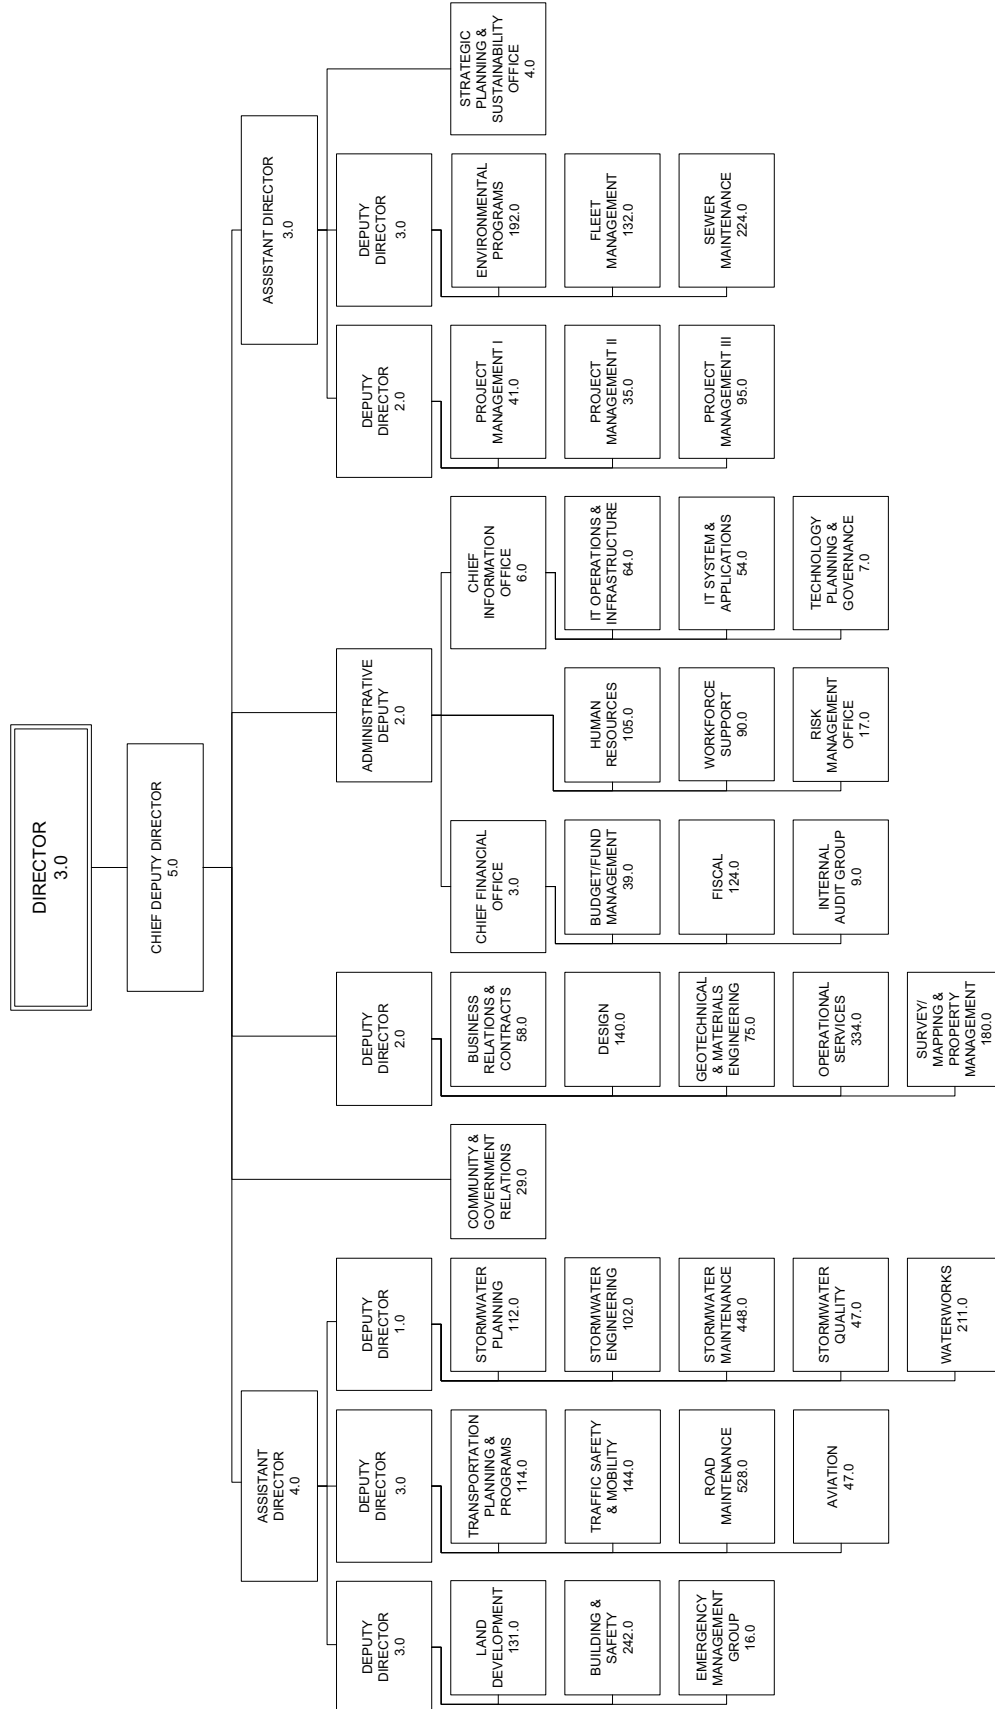 DIRECTOR
3.0
CHIEF DEPUTY DIRECTOR
5.0
ASSISTANT
DIRECTOR
4.0
ASSISTANT DIRECTOR
3.0
DEPUTY
DIRECTOR
3.0
DEPUTY
DIRECTOR
3.0
DEPUTY
DIRECTOR
1.0
DEPUTY
DIRECTOR
2.0
ADMINISTRATIVE
DEPUTY
2.0
DEPUTY
DIRECTOR
2.0
DEPUTY
DIRECTOR
3.0
LAND
DEVELOPMENT
131.0
TRANSPORTATION
PLANNING &
PROGRAMS
114.0
STORMWATER
PLANNING
112.0
COMMUNITY &
GOVERNMENT
RELATIONS
29.0
BUSINESS
RELATIONS &
CONTRACTS
58.0
CHIEF FINANCIAL
OFFICE
3.0
CHIEF
INFORMATION
OFFICE
6.0
PROJECT
MANAGEMENT I
41.0
ENVIRONMENTAL
PROGRAMS
192.0
STRATEGIC
PLANNING &
SUSTAINABILITY
OFFICE
4.0
BUILDING &
SAFETY
242.0
TRAFFIC SAFETY
& MOBILITY
144.0
STORMWATER
ENGINEERING
102.0
DESIGN
140.0
BUDGET/FUND
MANAGEMENT
39.0
HUMAN
RESOURCES
105.0
IT OPERATIONS &
INFRASTRUCTURE
64.0
PROJECT
MANAGEMENT II
35.0
FLEET
MANAGEMENT
132.0
EMERGENCY
MANAGEMENT
GROUP
16.0
ROAD
MAINTENANCE
528.0
STORMWATER
MAINTENANCE
448.0
GEOTECHNICAL
& MATERIALS
ENGINEERING
75.0
FISCAL
124.0
WORKFORCE
SUPPORT
90.0
IT SYSTEM &
APPLICATIONS
54.0
PROJECT
MANAGEMENT III
95.0
SEWER
MAINTENANCE
224.0
AVIATION
47.0
STORMWATER
QUALITY
47.0
OPERATIONAL
SERVICES
334.0
INTERNAL
AUDIT GROUP
9.0
RISK
MANAGEMENT
OFFICE
17.0
TECHNOLOGY
PLANNING &
GOVERNANCE
7.0
WATERWORKS
211.0
SURVEY/
MAPPING &
PROPERTY
MANAGEMENT
180.0